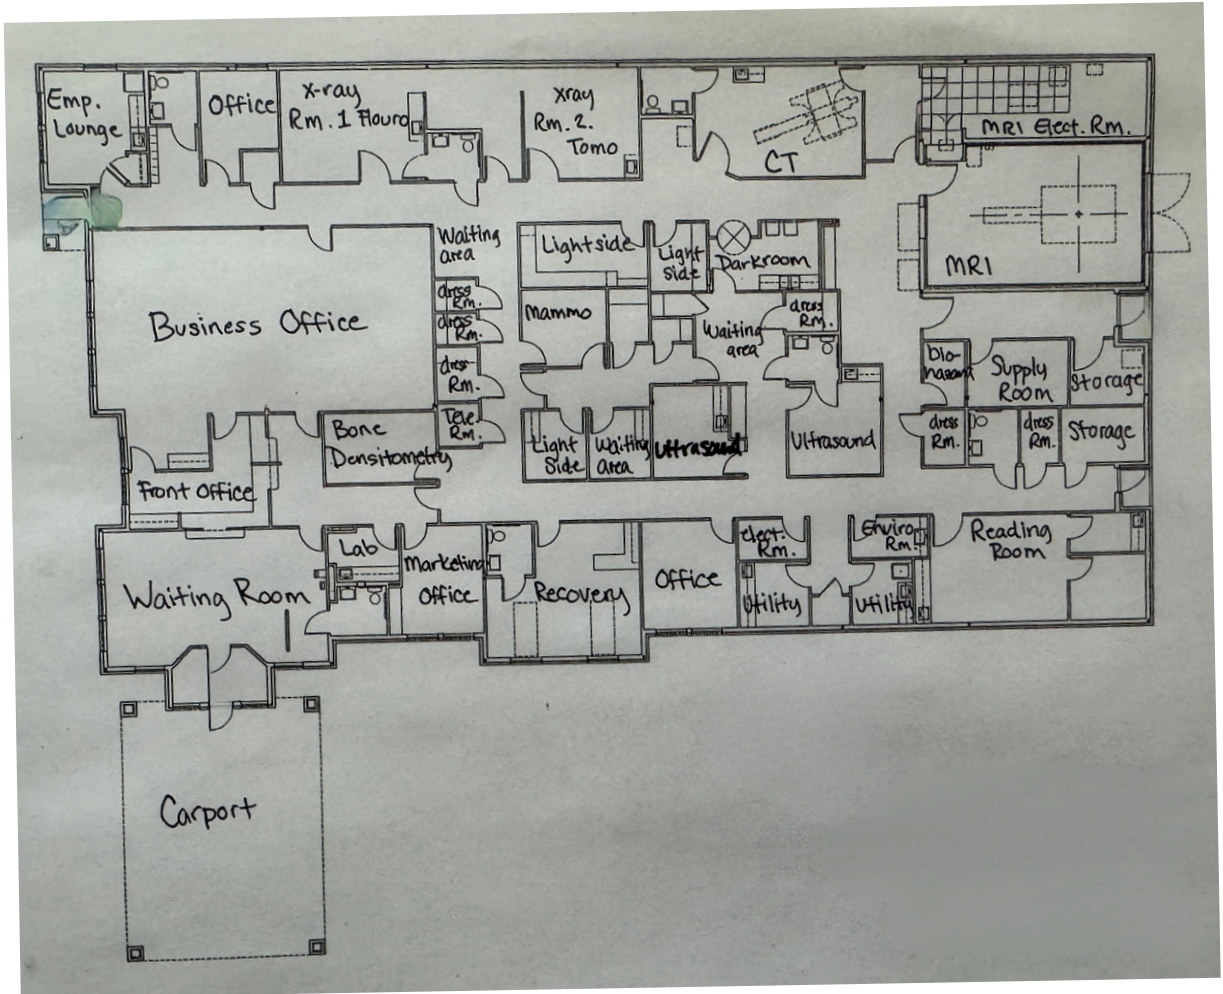 Emp.
Lounge
Office
x-ray
Rm. 1 Flouro
xray
Rm. 2.
Tomo
CT
MRI Elect. Rm.
MRI
Waiting
area
Lightside
Light
side
Darkroom
dress
Rm.
dress
Rm.
dress
Rm.
Tele.
Rm.
Business Office
Mammo
Waiting
area
dress
Rm.
bio-
hazard
Supply
Room
Storage
Bone
Densitometry
Light
Side
Waiting
Area
Ultrasound
Ultrasound
dress
Rm.
dress
Rm.
Storage
Front Office
Waiting Room
Lab
Marketing
Office
Recovery
Office
elect.
Rm.
Utility
Enviro
Rm.
Utility
Reading
Room
Carport